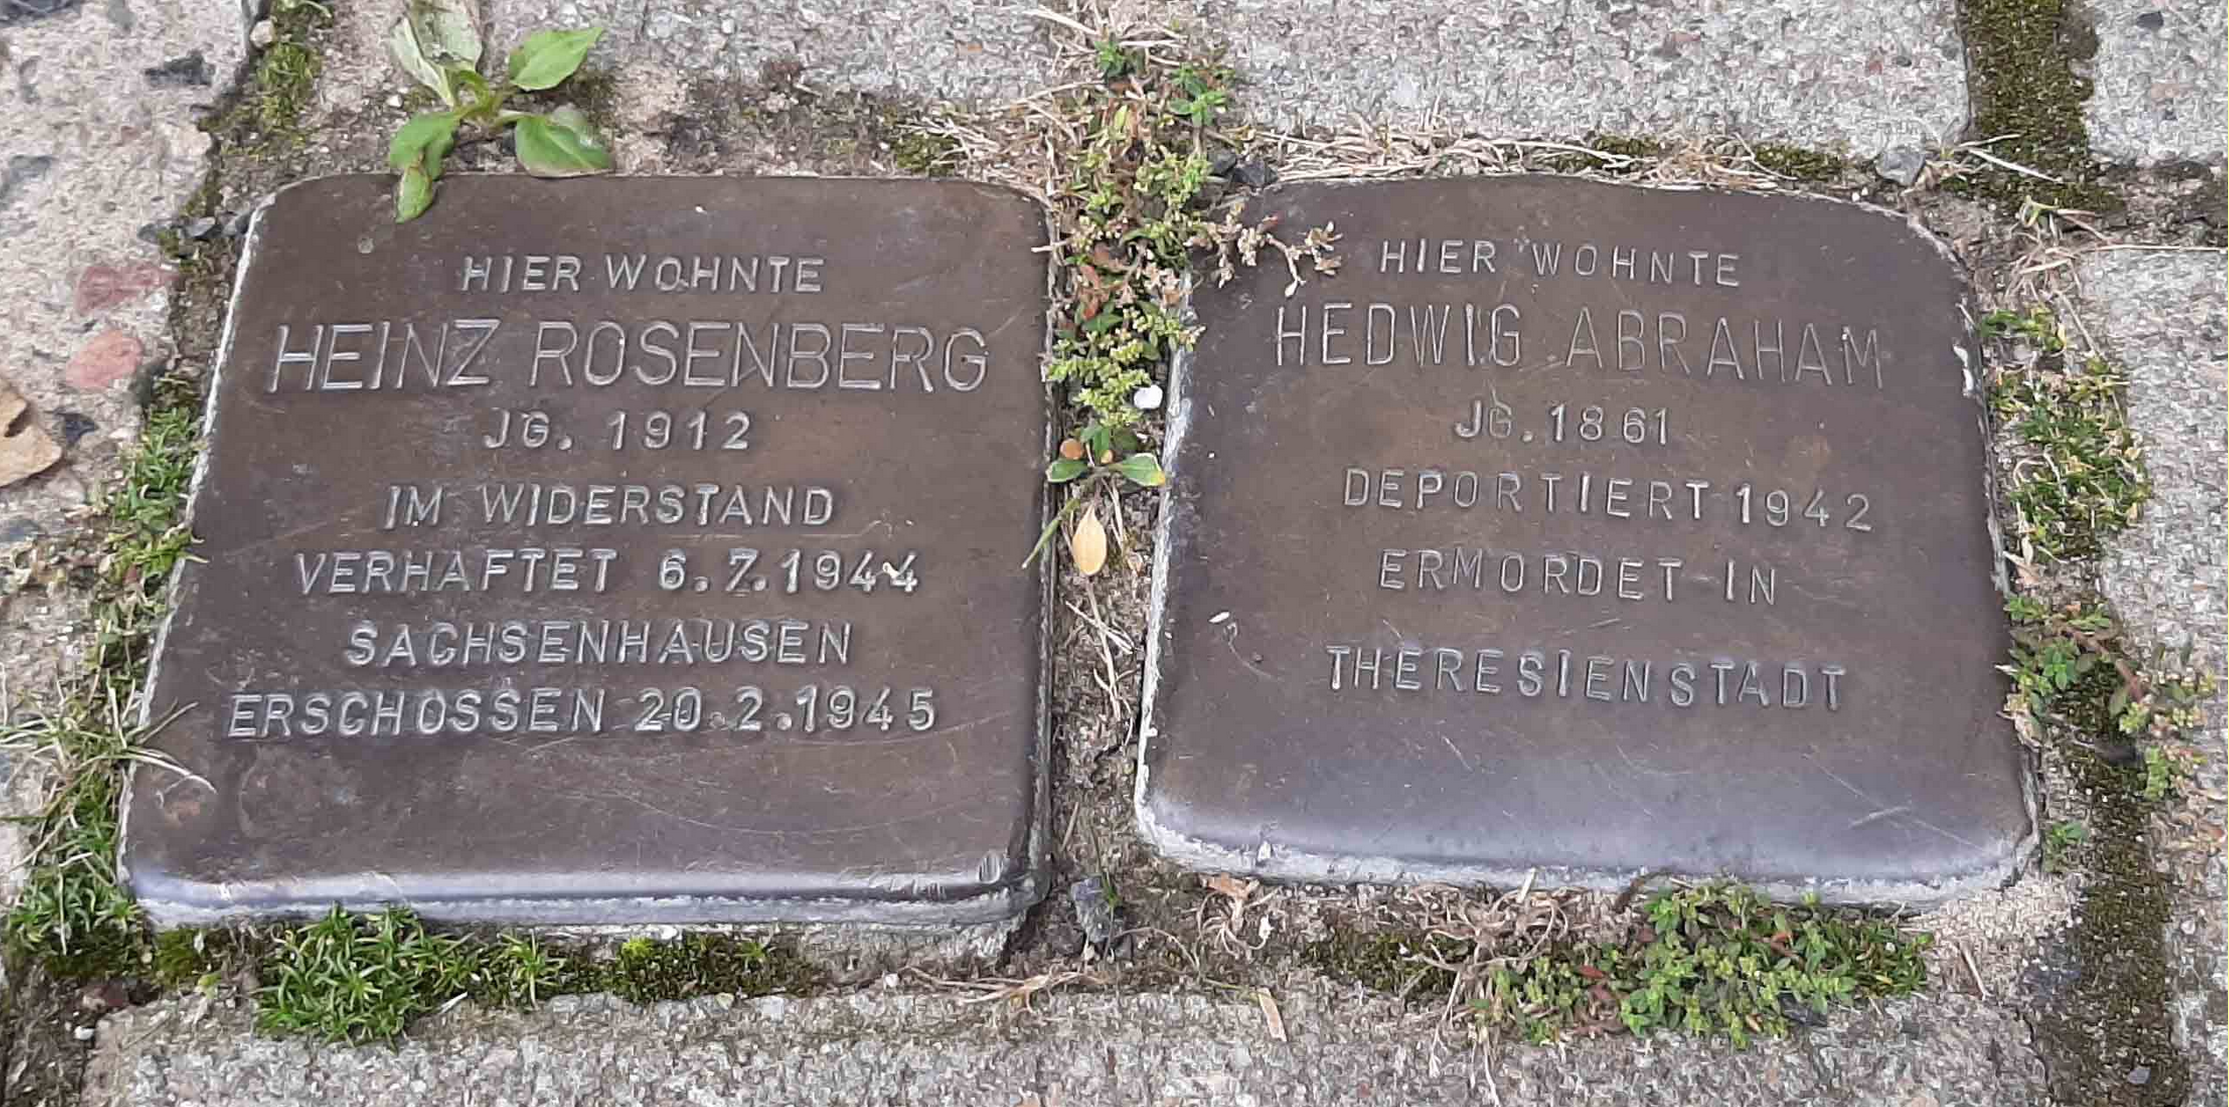 HIER WOHNTE
HEINZ ROSENBERG
JG. 1912
IM WIDERSTAND
VERHAFTET 6.7.1944
SACHSENHAUSEN
ERSCHOSSEN 20.2.1945
HIER WOHNTE
HEDWIG ABRAHAM
JG. 1861
DEPORTIERT 1942
ERMORDET IN
THERESIENSTADT